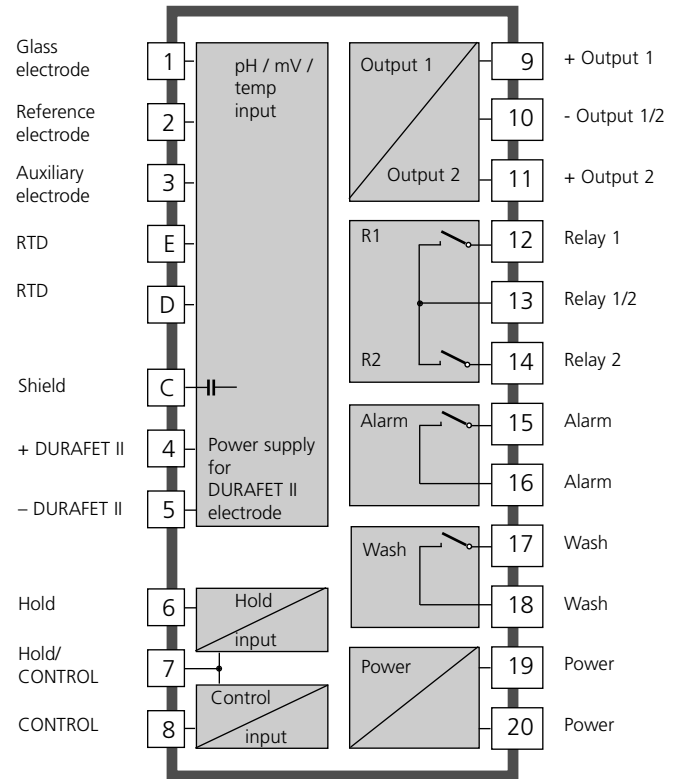 Glass
electrode
1
pH / mV /
temp
input
Reference
electrode
2
Auxiliary
electrode
3
RTD
E
RTD
D
Shield
C
+ DURAFET II
4
Power supply
for
DURAFET II
electrode
– DURAFET II
5
Hold
6
Hold
input
Hold/
CONTROL
7
CONTROL
8
Control
input
Output 1
Output 2
9
+ Output 1
10
- Output 1/2
11
+ Output 2
R1
R2
12
Relay 1
13
Relay 1/2
14
Relay 2
Alarm
15
Alarm
16
Alarm
Wash
17
Wash
18
Wash
Power
19
Power
20
Power